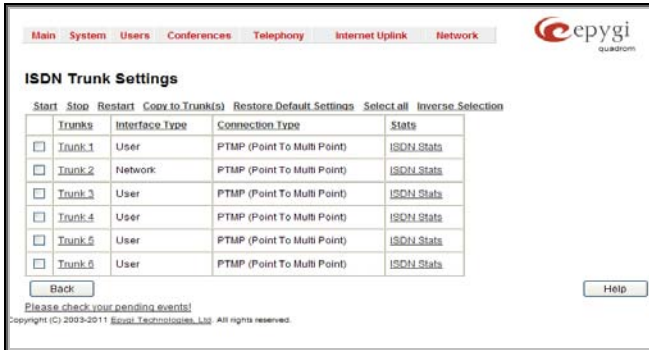 Main System Users Conferences Telephony Internet Uplink Network
epygi
quadrom
ISDN Trunk Settings
Start Stop Restart Copy to Trunk(s) Restore Default Settings Select all Inverse Selection
Trunks Interface Type Connection Type Stats
Trunk 1 User PTMP (Point To Multi Point) ISDN Stats
Trunk 2 Network PTMP (Point To Multi Point) ISDN Stats
Trunk 3 User PTMP (Point To Multi Point) ISDN Stats
Trunk 4 User PTMP (Point To Multi Point) ISDN Stats
Trunk 5 User PTMP (Point To Multi Point) ISDN Stats
Trunk 6 User PTMP (Point To Multi Point) ISDN Stats
Back Help
Please check your pending events!
Copyright (C) 2003-2011 Epygi Technologies, Ltd. All rights reserved.